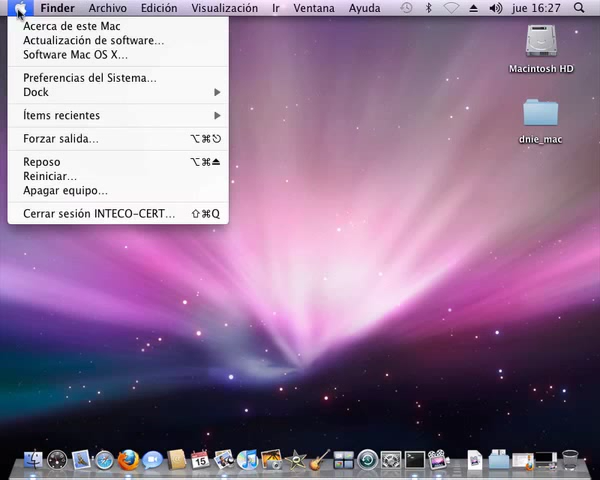 Finder Archivo Edición Visualización Ir Ventana Ayuda jue 16:27
Acerca de este Mac
Actualización de software…
Software Mac OS X…
Preferencias del Sistema…
Dock
Ítems recientes
Forzar salida… ⌥⌘⎋
Reposo ⌥⌘⏏
Reiniciar…
Apagar equipo…
Cerrar sesión INTECO-CERT… ⇧⌘Q
Macintosh HD
dnie_mac
15